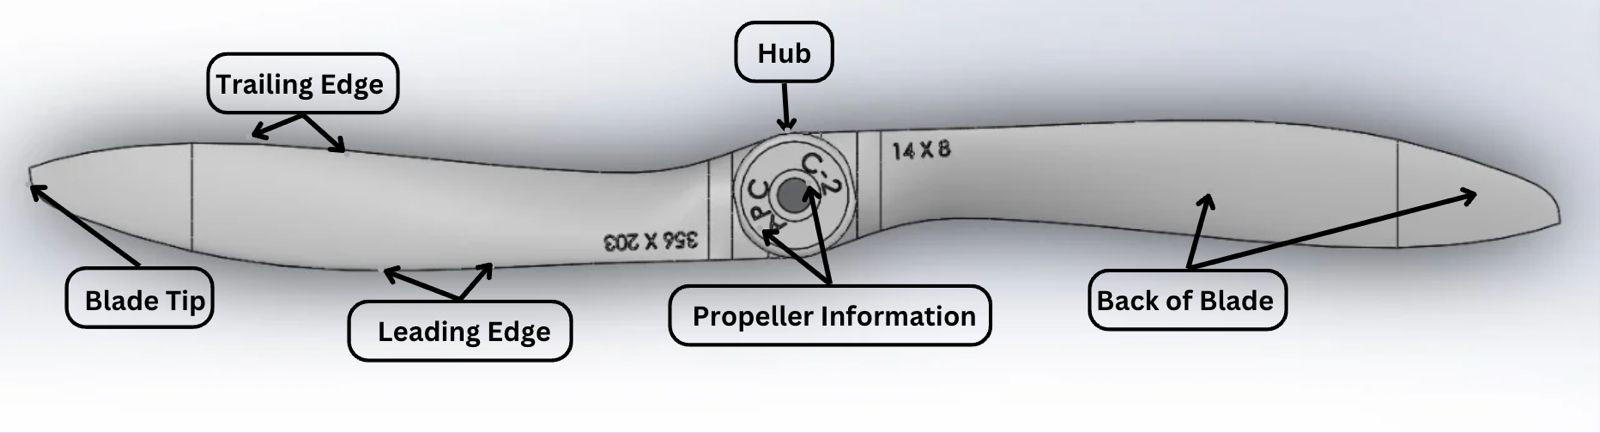 Hub
Trailing Edge
14 X 8
C-2
APC
356 X 203
Blade Tip
Leading Edge
Propeller Information
Back of Blade